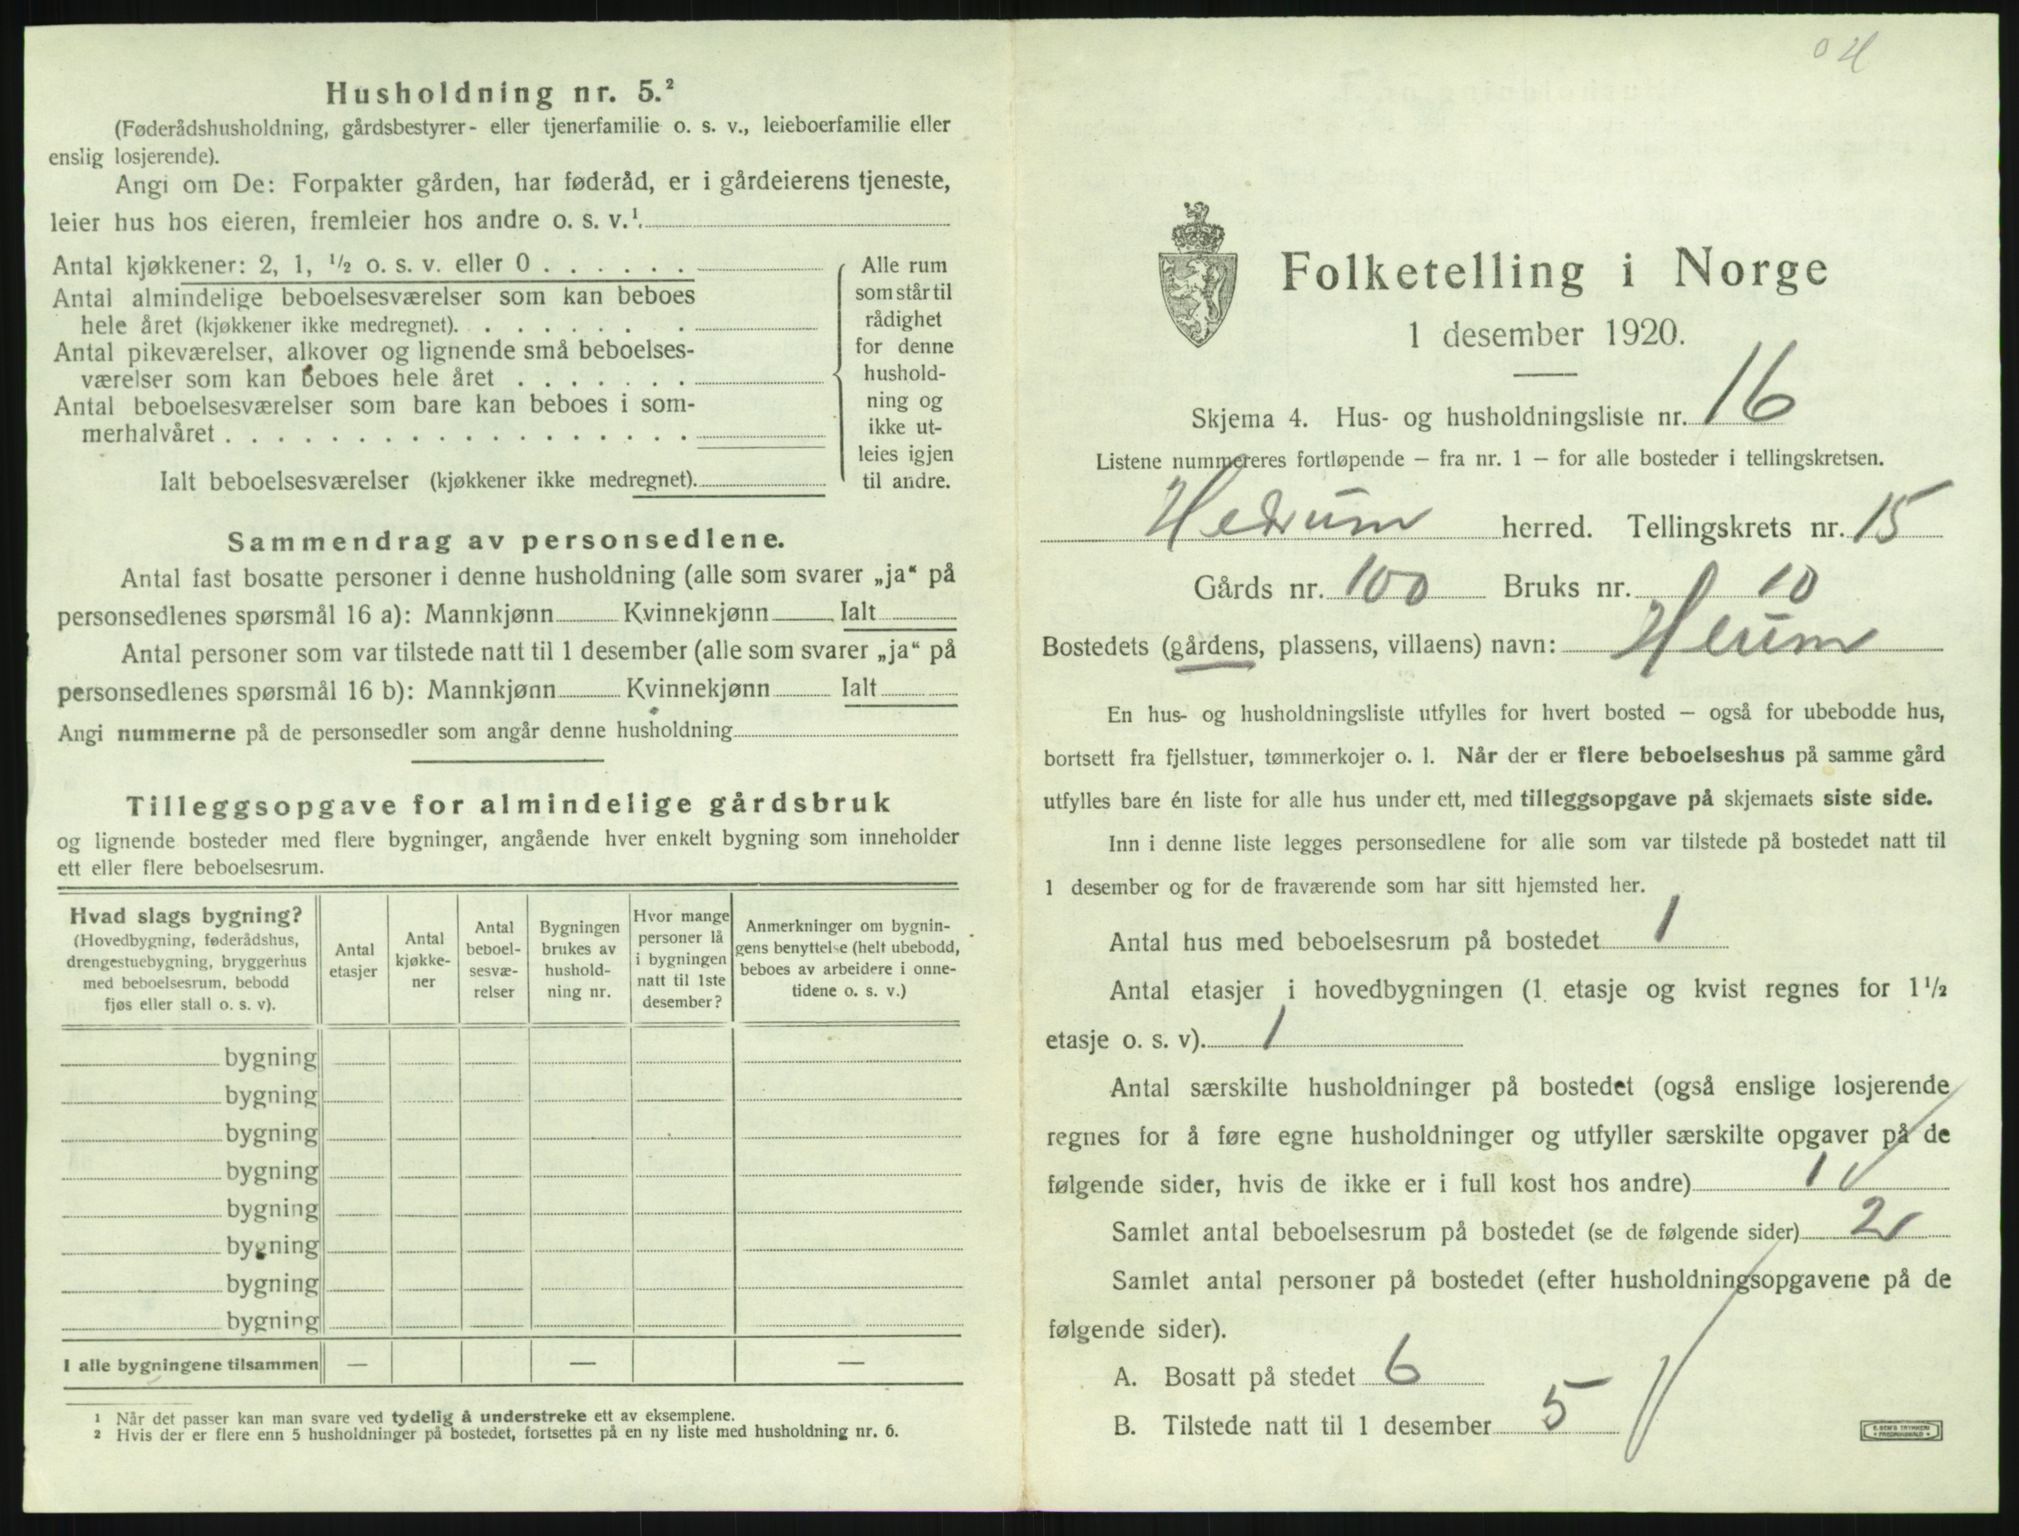 Husholdning nr. 5.²
(Føderådshusholdning, gårdsbestyrer- eller tjenerfamilie o. s. v., leieboerfamilie eller
enslig losjerende).
Angi om De: Forpakter gården, har føderåd, er i gårdeierens tjeneste,
leier hus hos eieren, fremleier hos andre o. s. v.¹.
Antal kjøkkener: 2, 1, ½ o. s. v. eller 0 . . . . . .
Antal almindelige beboelsesværelser som kan beboes
hele året (kjøkkener ikke medregnet). . . . . . . .
Antal pikeværelser, alkover og lignende små beboelses-
værelser som kan beboes hele året . . . . . . .
Antal beboelsesværelser som bare kan beboes i som-
merhalvåret . . . . . . . . . . . . . . . . . .
Ialt beboelsesværelser (kjøkkener ikke medregnet).
Alle rum
som står til
rådighet
for denne
hushold-
ning og
ikke ut-
leies igjen
til andre.
Sammendrag av personsedlene.
Antal fast bosatte personer i denne husholdning (alle som svarer „ja“ på
personsedlenes spørsmål 16 a): Mannkjønn Kvinnekjønn Ialt
Antal personer som var tilstede natt til 1 desember (alle som svarer „ja“ på
personsedlenes spørsmål 16 b): Mannkjønn Kvinnekjønn Ialt
Angi nummerne på de personsedler som angår denne husholdning
Tilleggsopgave for almindelige gårdsbruk
og lignende bosteder med flere bygninger, angående hver enkelt bygning som inneholder
ett eller flere beboelsesrum.
Hvad slags bygning?
(Hovedbygning, føderådshus,
drengestuebygning, bryggerhus
med beboelsesrum, bebodd
fjøs eller stall o. s. v).
Antal
etasjer
Antal
kjøkke-
ner
Antal
beboel-
sesvæ-
relser
Bygningen
brukes av
hushold-
ning nr.
Hvor mange
personer lå
i bygningen
natt til 1ste
desember?
Anmerkninger om bygnin-
gens benyttelse (helt ubebodd,
beboes av arbeidere i onne-
tidene o. s. v.)
bygning
bygning
bygning
bygning
bygning
bygning
bygning
bygning
I alle bygningene tilsammen — — —
¹ Når det passer kan man svare ved tydelig å understreke ett av eksemplene.
² Hvis der er flere enn 5 husholdninger på bostedet, fortsettes på en ny liste med husholdning nr. 6.
Folketelling i Norge
1 desember 1920.
Skjema 4. Hus- og husholdningsliste nr. 16
Listene nummereres fortløpende — fra nr. 1 — for alle bosteder i tellingskretsen.
Hedrum herred. Tellingskrets nr. 15
Gårds nr. 100 Bruks nr. 10
Bostedets (gårdens, plassens, villaens) navn: Herum
En hus- og husholdningsliste utfylles for hvert bosted — også for ubebodde hus,
bortsett fra fjellstuer, tømmerkojer o. l. Når der er flere beboelseshus på samme gård
utfylles bare én liste for alle hus under ett, med tilleggsopgave på skjemaets siste side.
Inn i denne liste legges personsedlene for alle som var tilstede på bostedet natt til
1 desember og for de fraværende som har sitt hjemsted her.
Antal hus med beboelsesrum på bostedet 1
Antal etasjer i hovedbygningen (1 etasje og kvist regnes for 1½
etasje o. s. v). 1
Antal særskilte husholdninger på bostedet (også enslige losjerende
regnes for å føre egne husholdninger og utfyller særskilte opgaver på de
følgende sider, hvis de ikke er i full kost hos andre) 1
Samlet antal beboelsesrum på bostedet (se de følgende sider) 2
Samlet antal personer på bostedet (efter husholdningsopgavene på de
følgende sider).
A. Bosatt på stedet 6
B. Tilstede natt til 1 desember 5